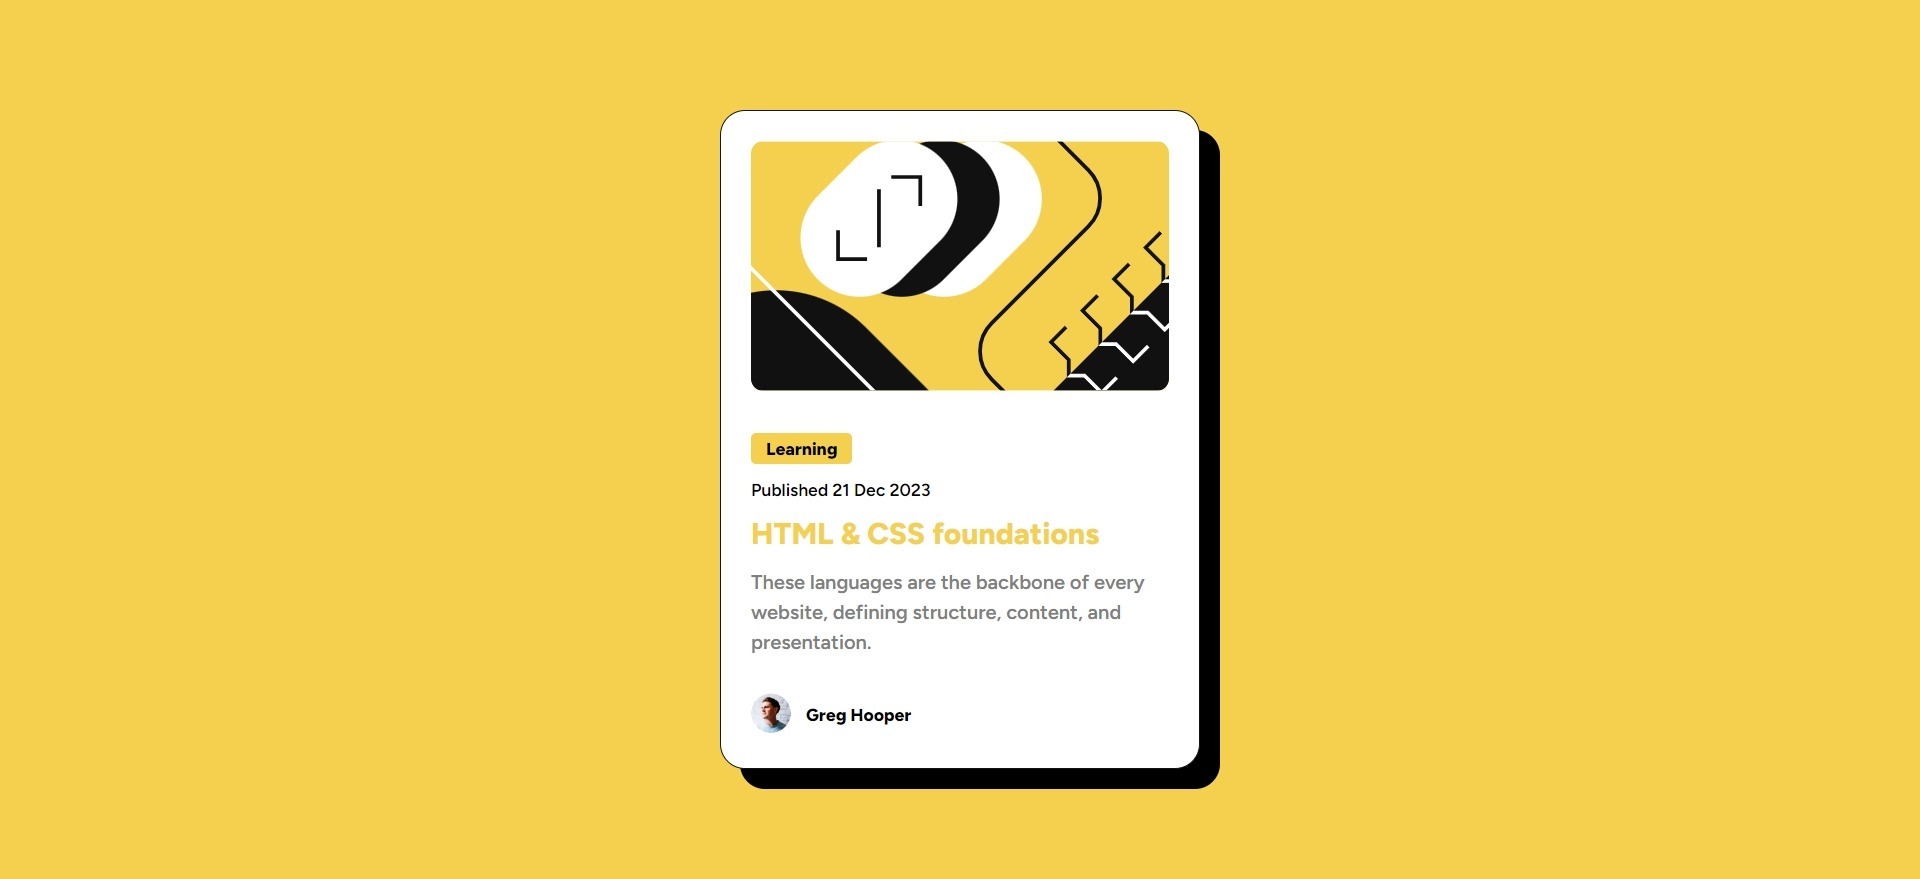 Learning
Published 21 Dec 2023
HTML & CSS foundations
These languages are the backbone of every
website, defining structure, content, and
presentation.
Greg Hooper